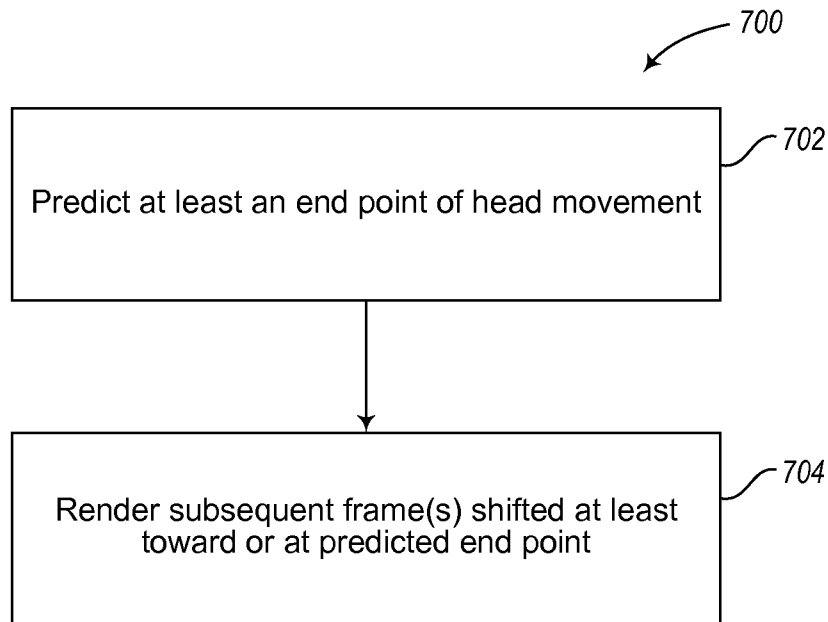 700
702
Predict at least an end point of head movement
704
Render subsequent frame(s) shifted at least
toward or at predicted end point